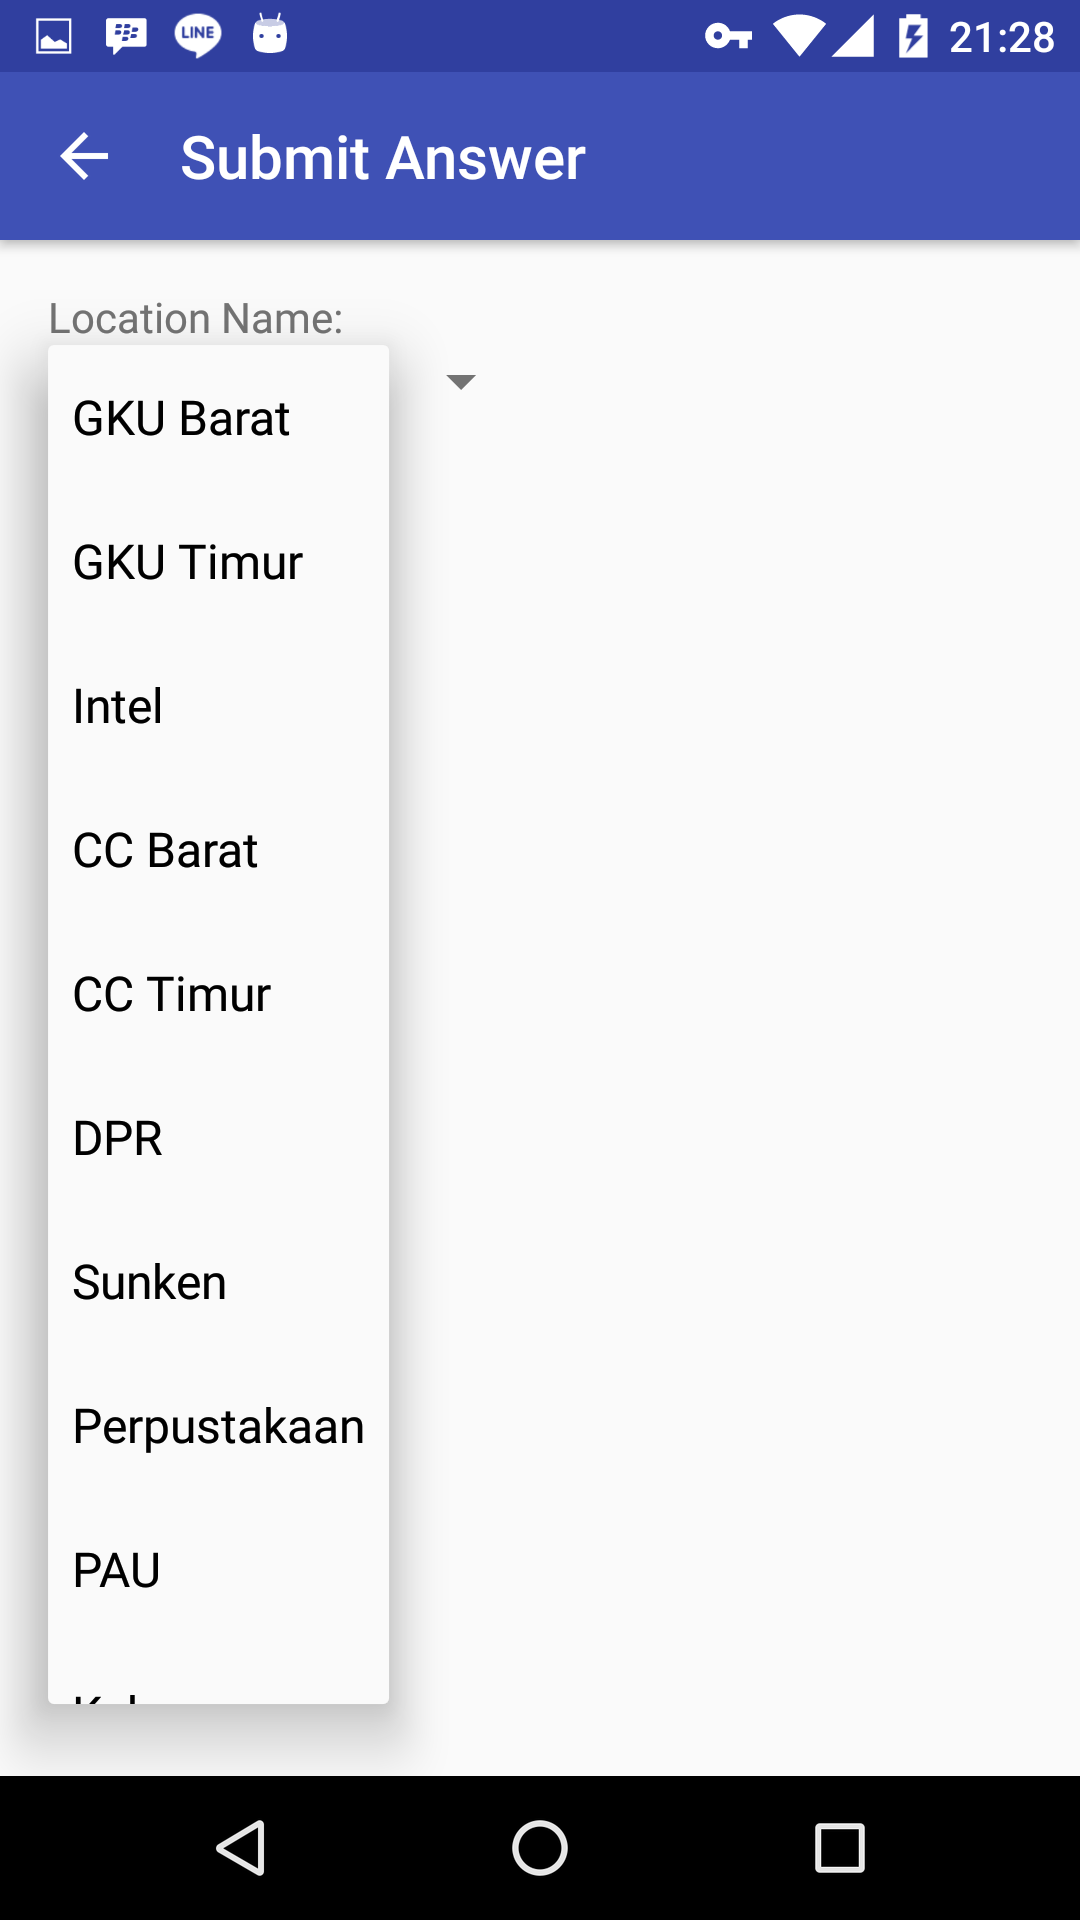 LINE
21:28
Submit Answer
Location Name:
GKU Barat
GKU Timur
Intel
CC Barat
CC Timur
DPR
Sunken
Perpustakaan
PAU